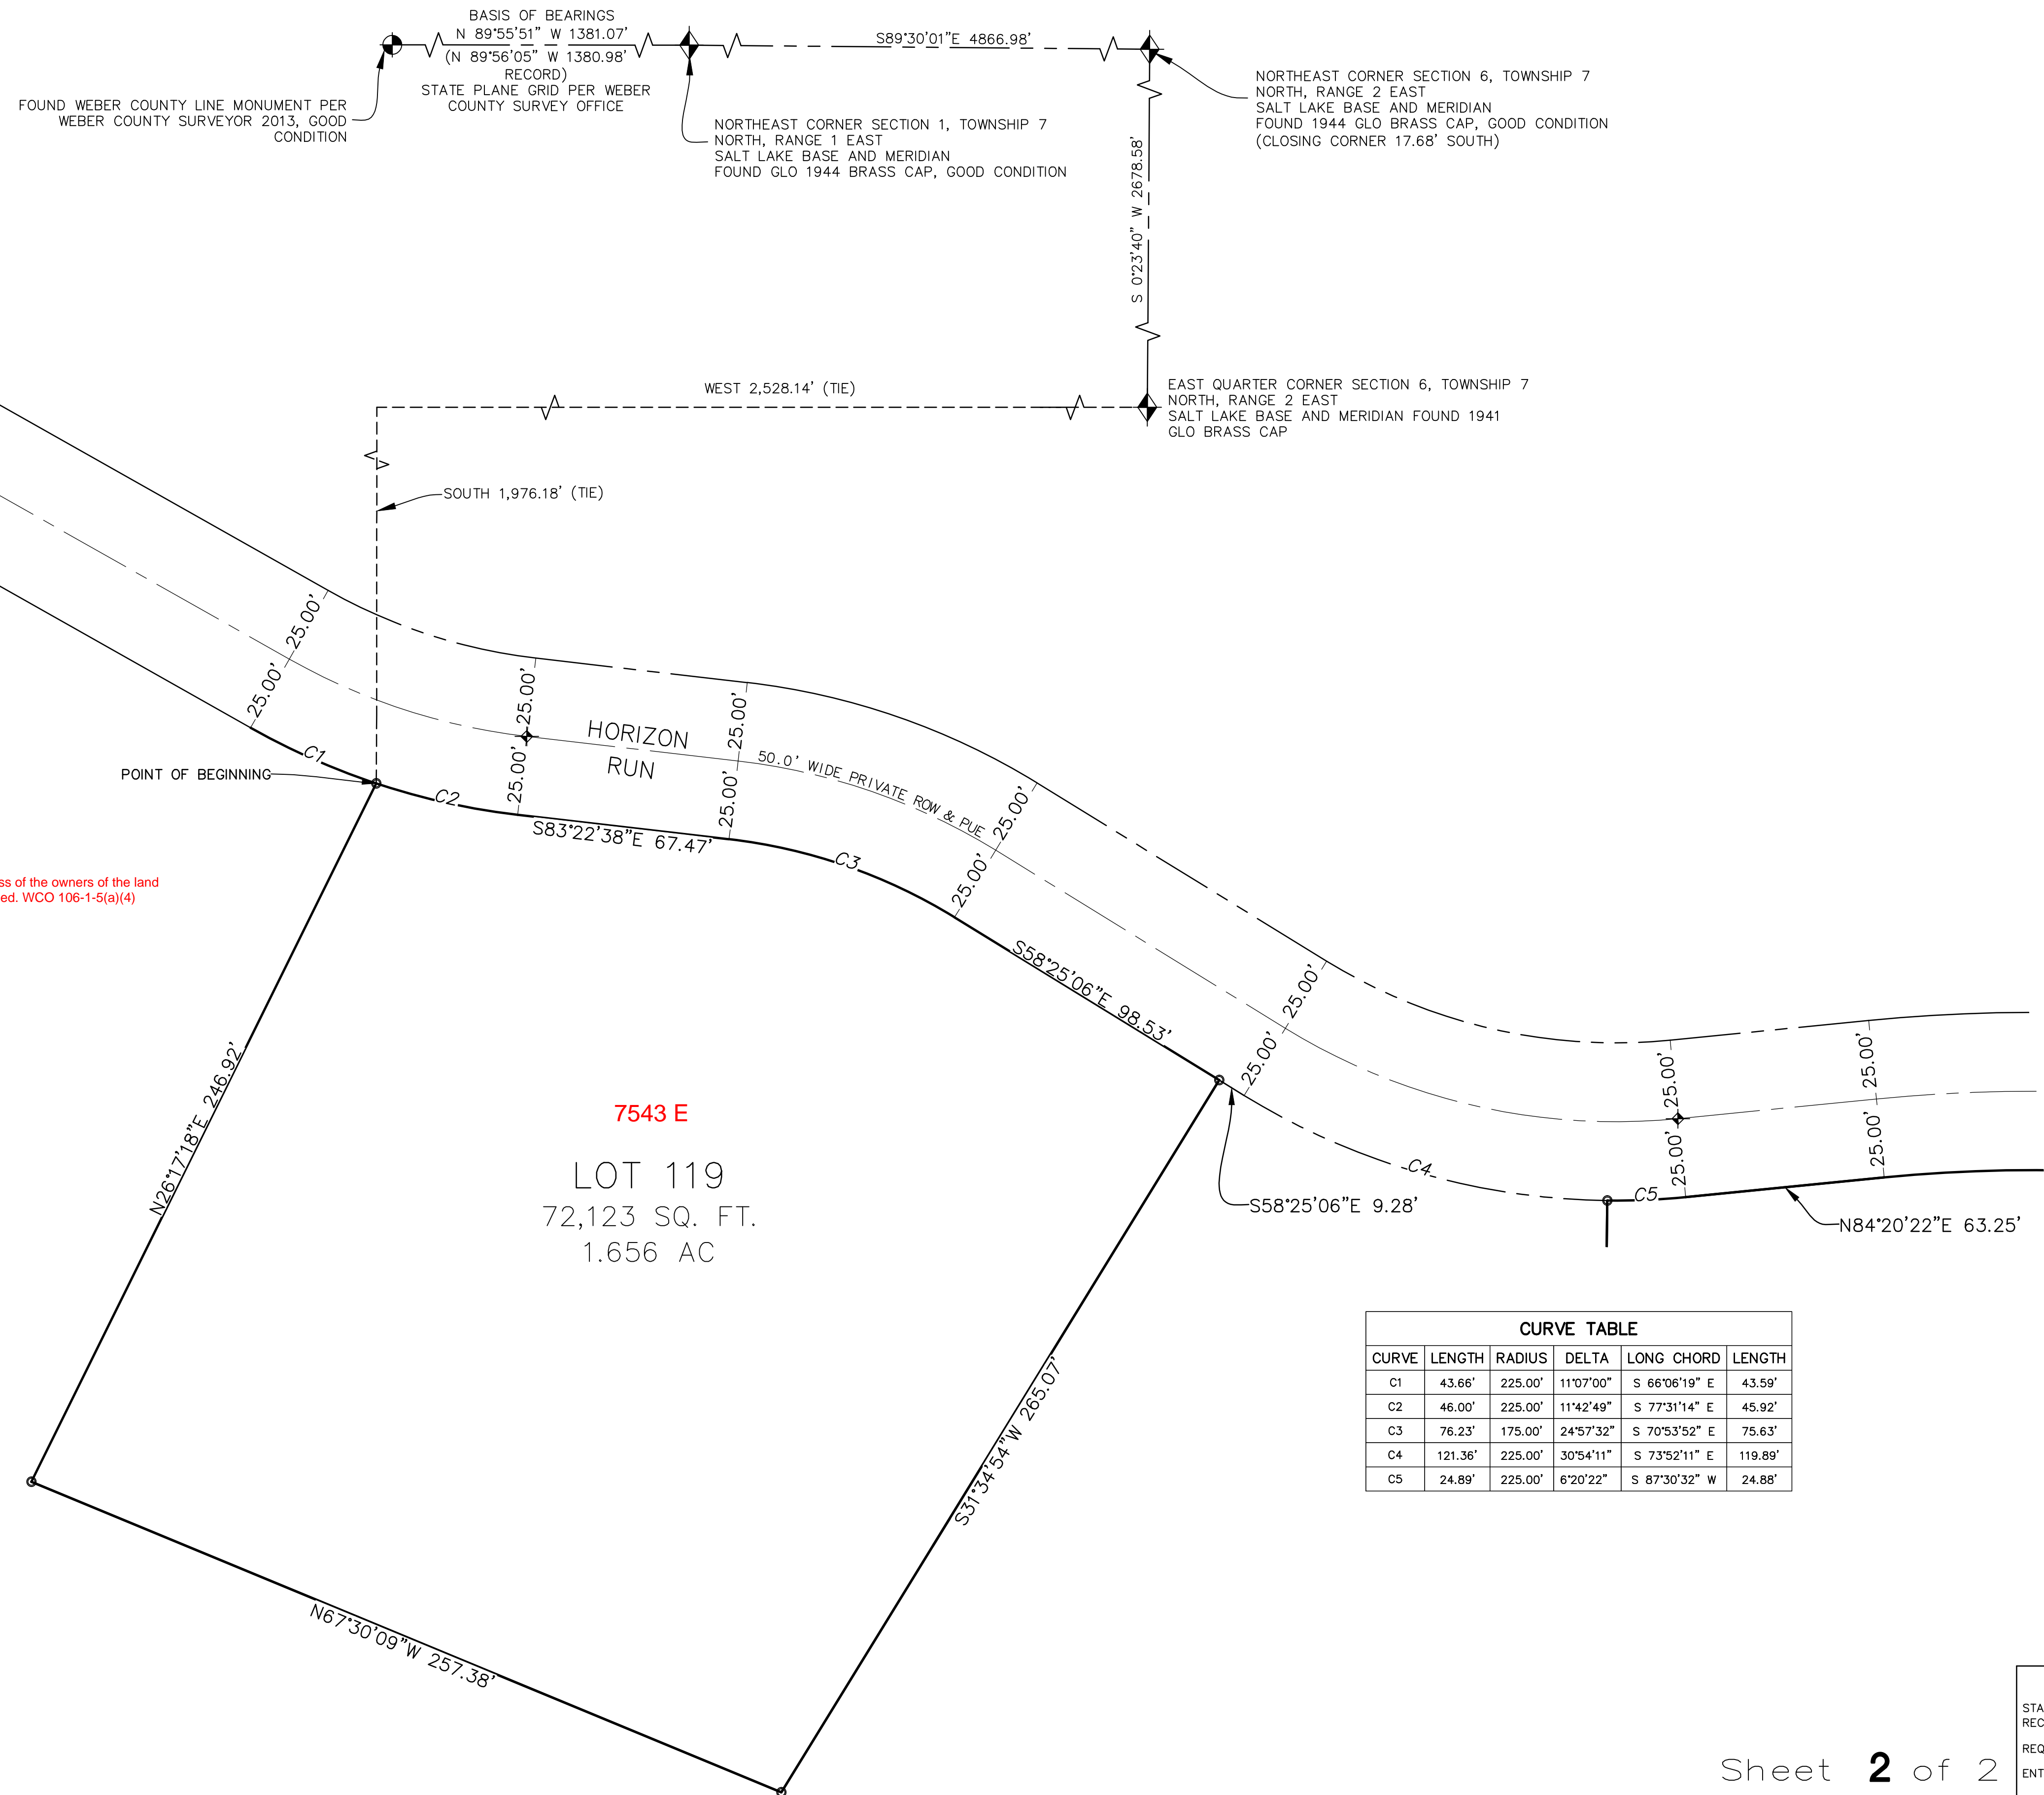 BASIS OF BEARINGS
N 89°55'51" W 1381.07'
(N 89°56'05" W 1380.98'
RECORD)
STATE PLANE GRID PER WEBER
COUNTY SURVEY OFFICE
S89°30'01"E 4866.98'
FOUND WEBER COUNTY LINE MONUMENT PER
WEBER COUNTY SURVEYOR 2013, GOOD
CONDITION
NORTHEAST CORNER SECTION 1, TOWNSHIP 7
NORTH, RANGE 1 EAST
SALT LAKE BASE AND MERIDIAN
FOUND GLO 1944 BRASS CAP, GOOD CONDITION
NORTHEAST CORNER SECTION 6, TOWNSHIP 7
NORTH, RANGE 2 EAST
SALT LAKE BASE AND MERIDIAN
FOUND 1944 GLO BRASS CAP, GOOD CONDITION
(CLOSING CORNER 17.68' SOUTH)
S 0°23'40" W 2678.58'
WEST 2,528.14' (TIE)
EAST QUARTER CORNER SECTION 6, TOWNSHIP 7
NORTH, RANGE 2 EAST
SALT LAKE BASE AND MERIDIAN FOUND 1941
GLO BRASS CAP
SOUTH 1,976.18' (TIE)
25.00'
25.00'
25.00'
25.00'
25.00'
25.00'
HORIZON
RUN
50.0' WIDE PRIVATE ROW & PUE
25.00'
25.00'
C1
POINT OF BEGINNING
C2
S83°22'38"E 67.47'
C3
ss of the owners of the land
ed. WCO 106-1-5(a)(4)
S58°25'06"E 98.53'
25.00'
25.00'
25.00'
25.00'
25.00'
25.00'
C4
C5
S58°25'06"E 9.28'
N84°20'22"E 63.25'
N26°17'18"E 246.92'
7543 E
LOT 119
72,123 SQ. FT.
1.656 AC
S31°34'54"W 265.07'
N67°30'09"W 257.38'
CURVE TABLE
CURVE LENGTH RADIUS DELTA LONG CHORD LENGTH
C1 43.66' 225.00' 11°07'00" S 66°06'19" E 43.59'
C2 46.00' 225.00' 11°42'49" S 77°31'14" E 45.92'
C3 76.23' 175.00' 24°57'32" S 70°53'52" E 75.63'
C4 121.36' 225.00' 30°54'11" S 73°52'11" E 119.89'
C5 24.89' 225.00' 6°20'22" S 87°30'32" W 24.88'
STA
REC
REQ
ENT
Sheet 2 of 2